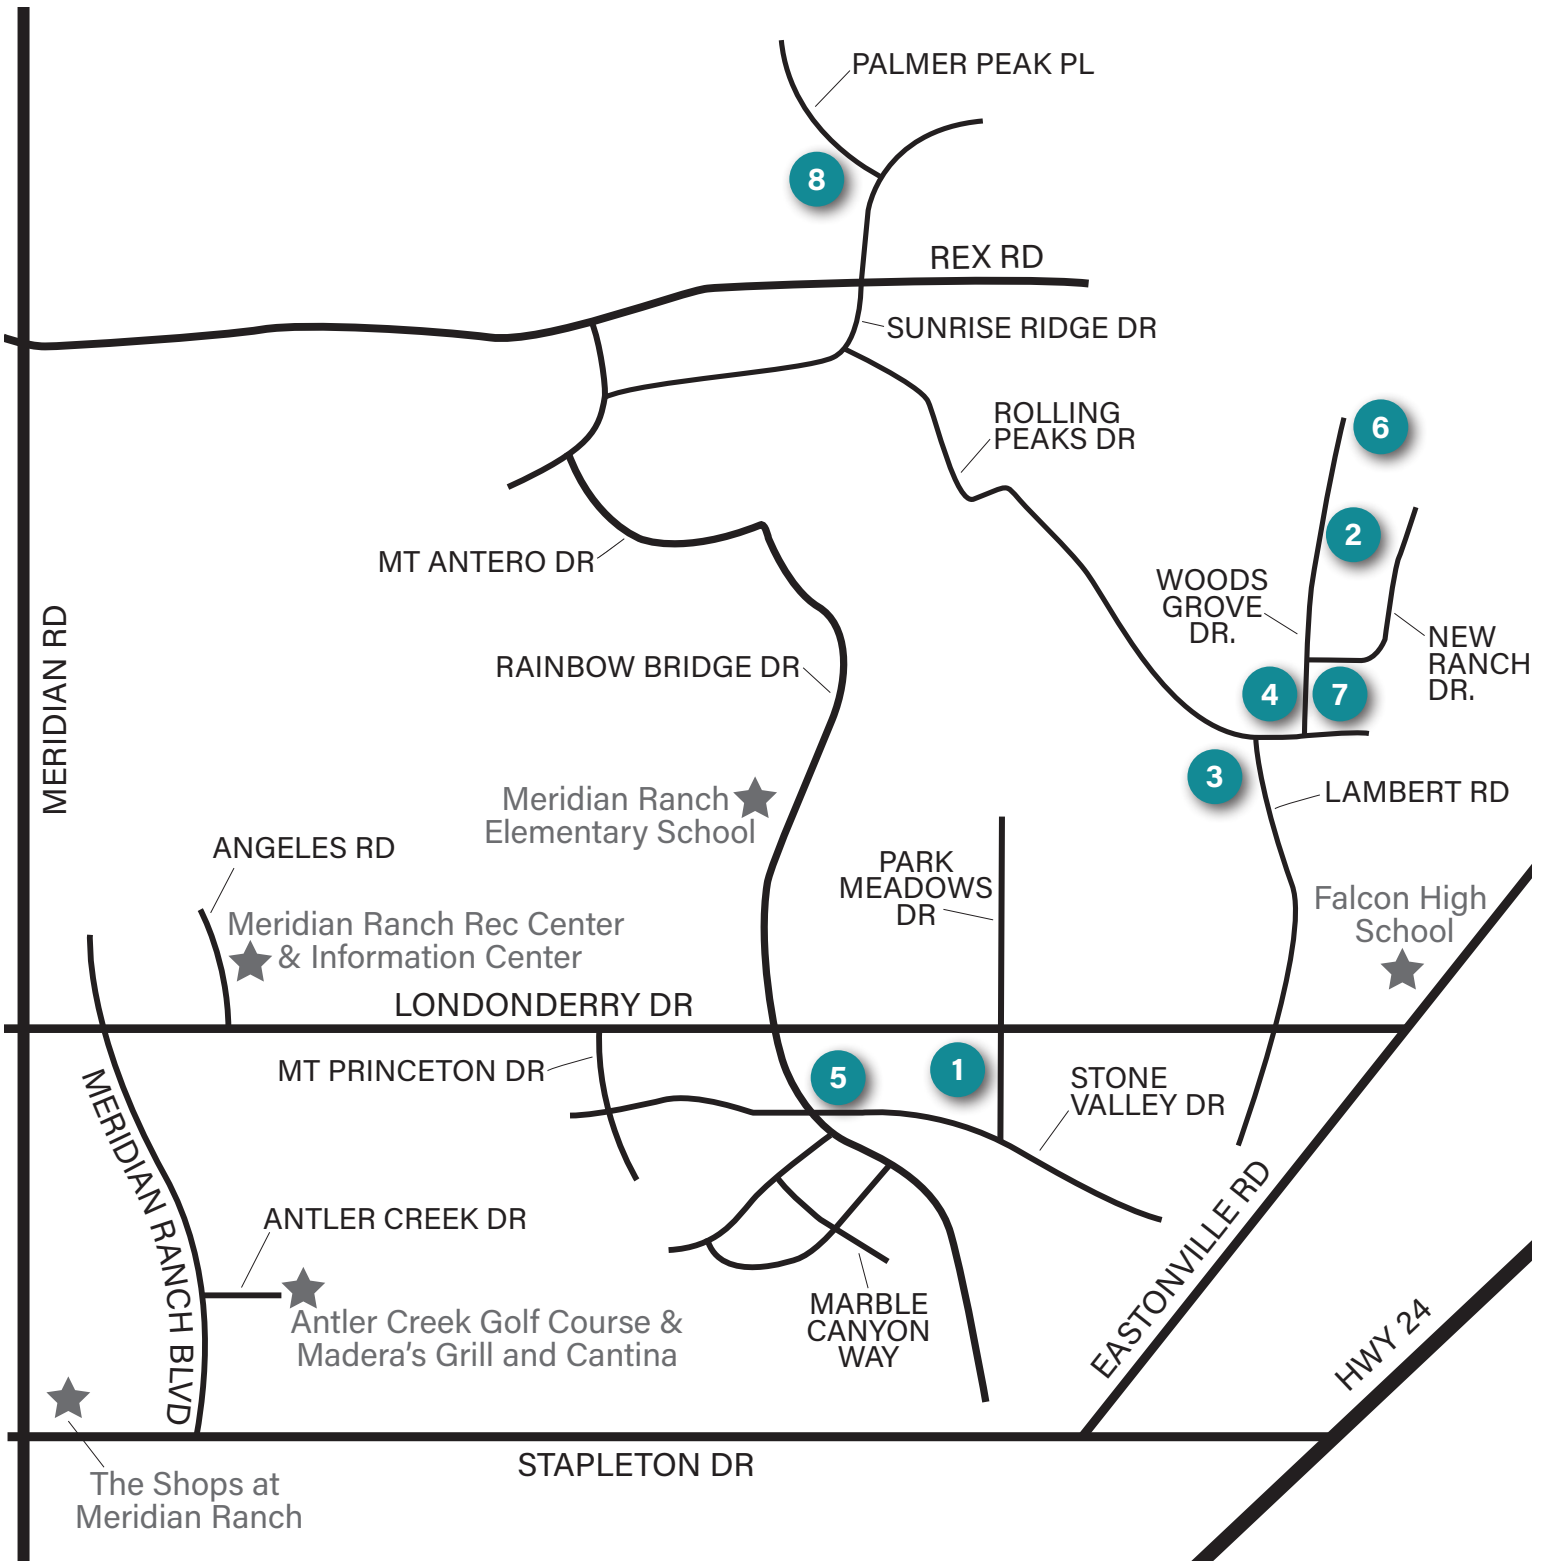 PALMER PEAK PL
8
REX RD
SUNRISE RIDGE DR
ROLLING
PEAKS DR
6
2
MT ANTERO DR
WOODS
GROVE
DR.
NEW
RANCH
DR.
RAINBOW BRIDGE DR
MERIDIAN RD
4
7
3
LAMBERT RD
Meridian Ranch
Elementary School
ANGELES RD
PARK
MEADOWS
DR
Falcon High
School
Meridian Ranch Rec Center
& Information Center
LONDONDERRY DR
MT PRINCETON DR
5
1
STONE
VALLEY DR
MERIDIAN RANCH BLVD
ANTLER CREEK DR
EASTONVILLE RD
Antler Creek Golf Course &
Madera's Grill and Cantina
MARBLE
CANYON
WAY
HWY 24
STAPLETON DR
The Shops at
Meridian Ranch